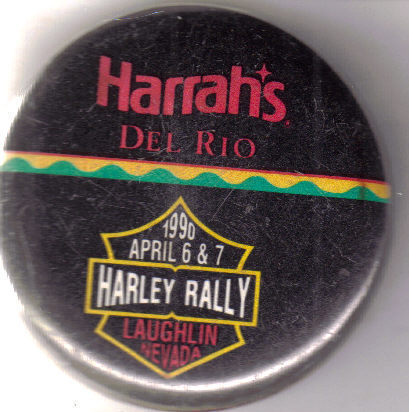 Harrah's
DEL RIO
1990
APRIL 6 & 7
HARLEY RALLY
LAUGHLIN
NEVADA